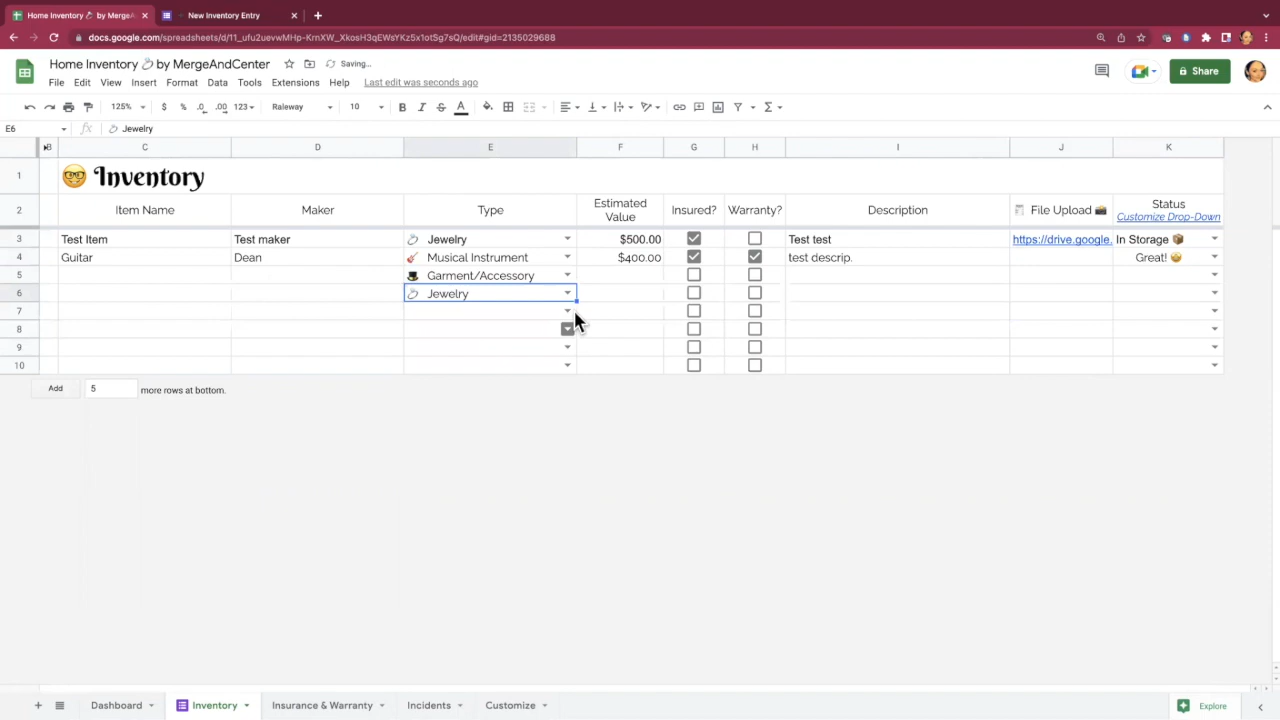 Home Inventory 💍 by MergeA
New Inventory Entry
docs.google.com/spreadsheets/d/11_ufu2uevwMHp-KrnXW_XkosH3qEWsYKz5x1otSg7sQ/edit#gid=2135029688
Home Inventory 💍 by MergeAndCenter
Saving…
File Edit View Insert Format Data Tools Extensions Help Last edit was seconds ago
Share
125% $ % .0 .00 123 Raleway 10 B I S A
E6 fx 💍 Jewelry
B C D E F G H I J K
1 🤓 Inventory
2 Item Name Maker Type Estimated Value Insured? Warranty? Description 🧾 File Upload 📸 Status Customize Drop-Down
3 Test Item Test maker 💍 Jewelry $500.00 Test test https://drive.google. In Storage 📦
4 Guitar Dean 🎸 Musical Instrument $400.00 test descrip. Great! 🤩
5 🎩 Garment/Accessory
6 💍 Jewelry
7
8
9
10
Add 5 more rows at bottom.
Dashboard Inventory Insurance & Warranty Incidents Customize Explore